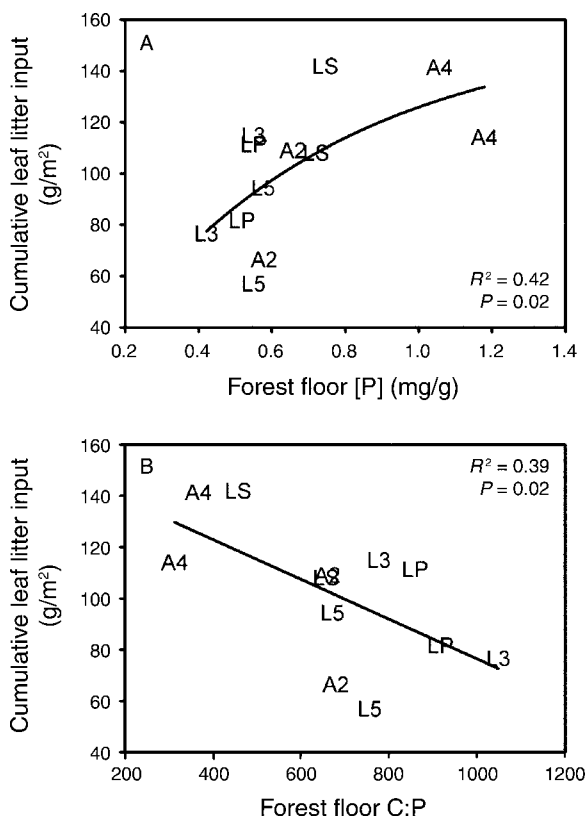 A
Cumulative leaf litter input
(g/m²)
160
140
120
100
80
60
40
LS
A4
L3
LP
A2
LS
A4
L5
LP
L3
A2
L5
R² = 0.42
P = 0.02
0.2 0.4 0.6 0.8 1.0 1.2 1.4
Forest floor [P] (mg/g)
B
Cumulative leaf litter input
(g/m²)
160
140
120
100
80
60
40
R² = 0.39
P = 0.02
A4
LS
A4
L3
LP
A2
LS
L5
LP
L3
A2
L5
200 400 600 800 1000 1200
Forest floor C:P